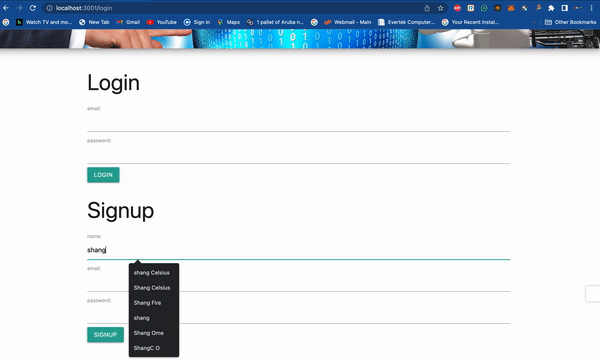 localhost:3001/login
Watch TV and mo...
New Tab
Gmail
YouTube
Sign in
Maps
1 pallet of Aruba n...
Webmail - Main
Evertek Computer...
Your Recent Instal...
Other Bookmarks
Login
email:
password:
LOGIN
Signup
name:
shang
email:
shang Celsius
Shang Celsius
Shang Fire
password:
shang
SIGNUP
Shang Ome
ShangC O